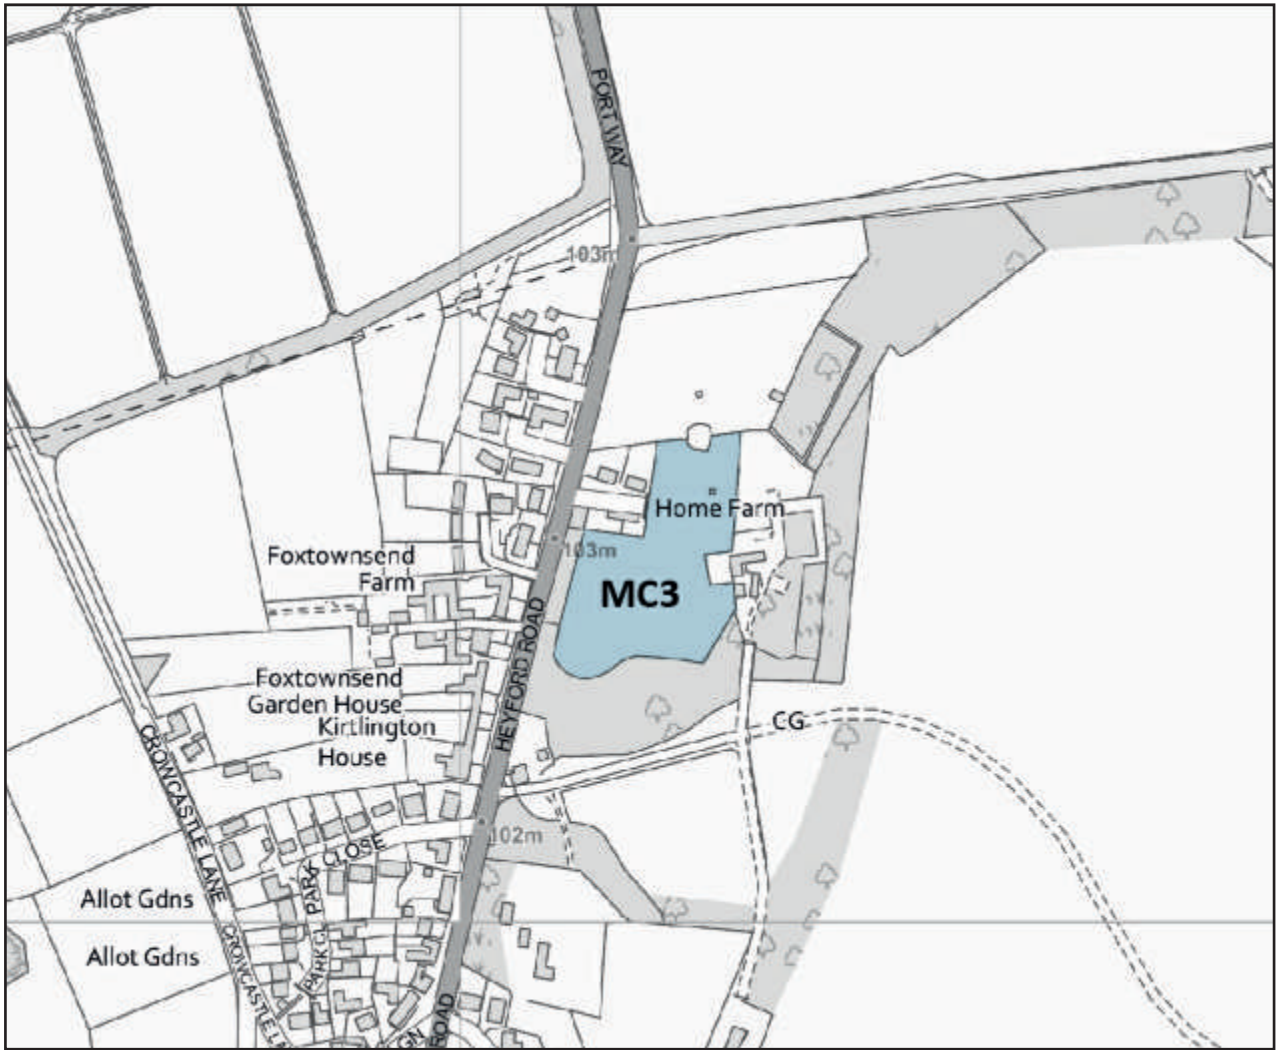 PORT WAY
103m
Home Farm
103m
Foxtownsend
Farm
MC3
HEYFORD ROAD
Foxtownsend
Garden House
Kirtlington
House
CG
CROWCASTLE LANE
102m
PARK CLOSE
Allot Gdns
PARK CL
Allot Gdns
ROAD